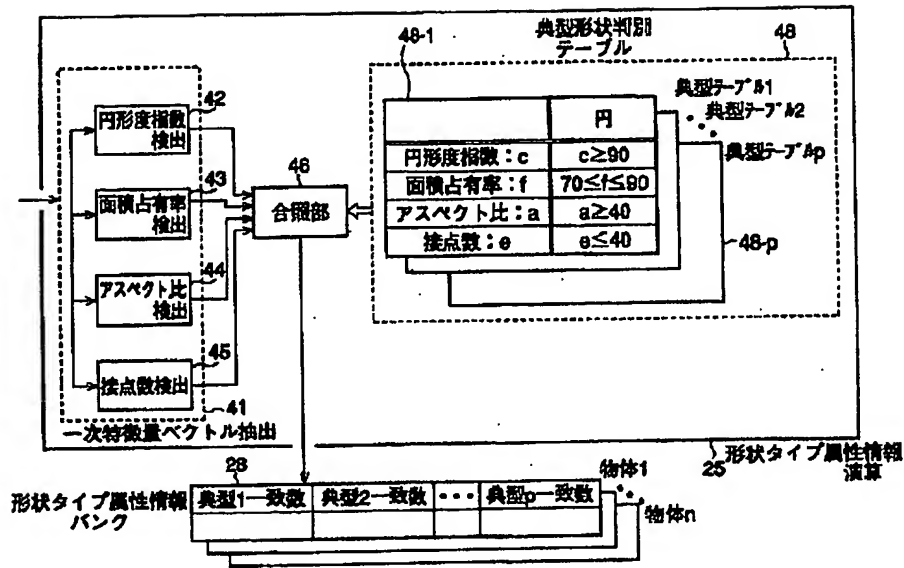 典型形状判別
テーブル
48
48-1
典型テーブル1
典型テーブル2
典型テーブルp
円
円形度指数:c
c≥90
面積占有率:f
70≤f≤90
アスペクト比:a
a≥40
接点数:e
e≤40
48-p
42
円形度指数
検出
43
面積占有率
検出
44
アスペクト比
検出
45
接点数検出
41
一次特徴量ベクトル抽出
46
合照部
25
形状タイプ属性情報
演算
28
形状タイプ属性情報
バンク
典型1一致数
典型2一致数
•••
典型p一致数
物体1
物体n